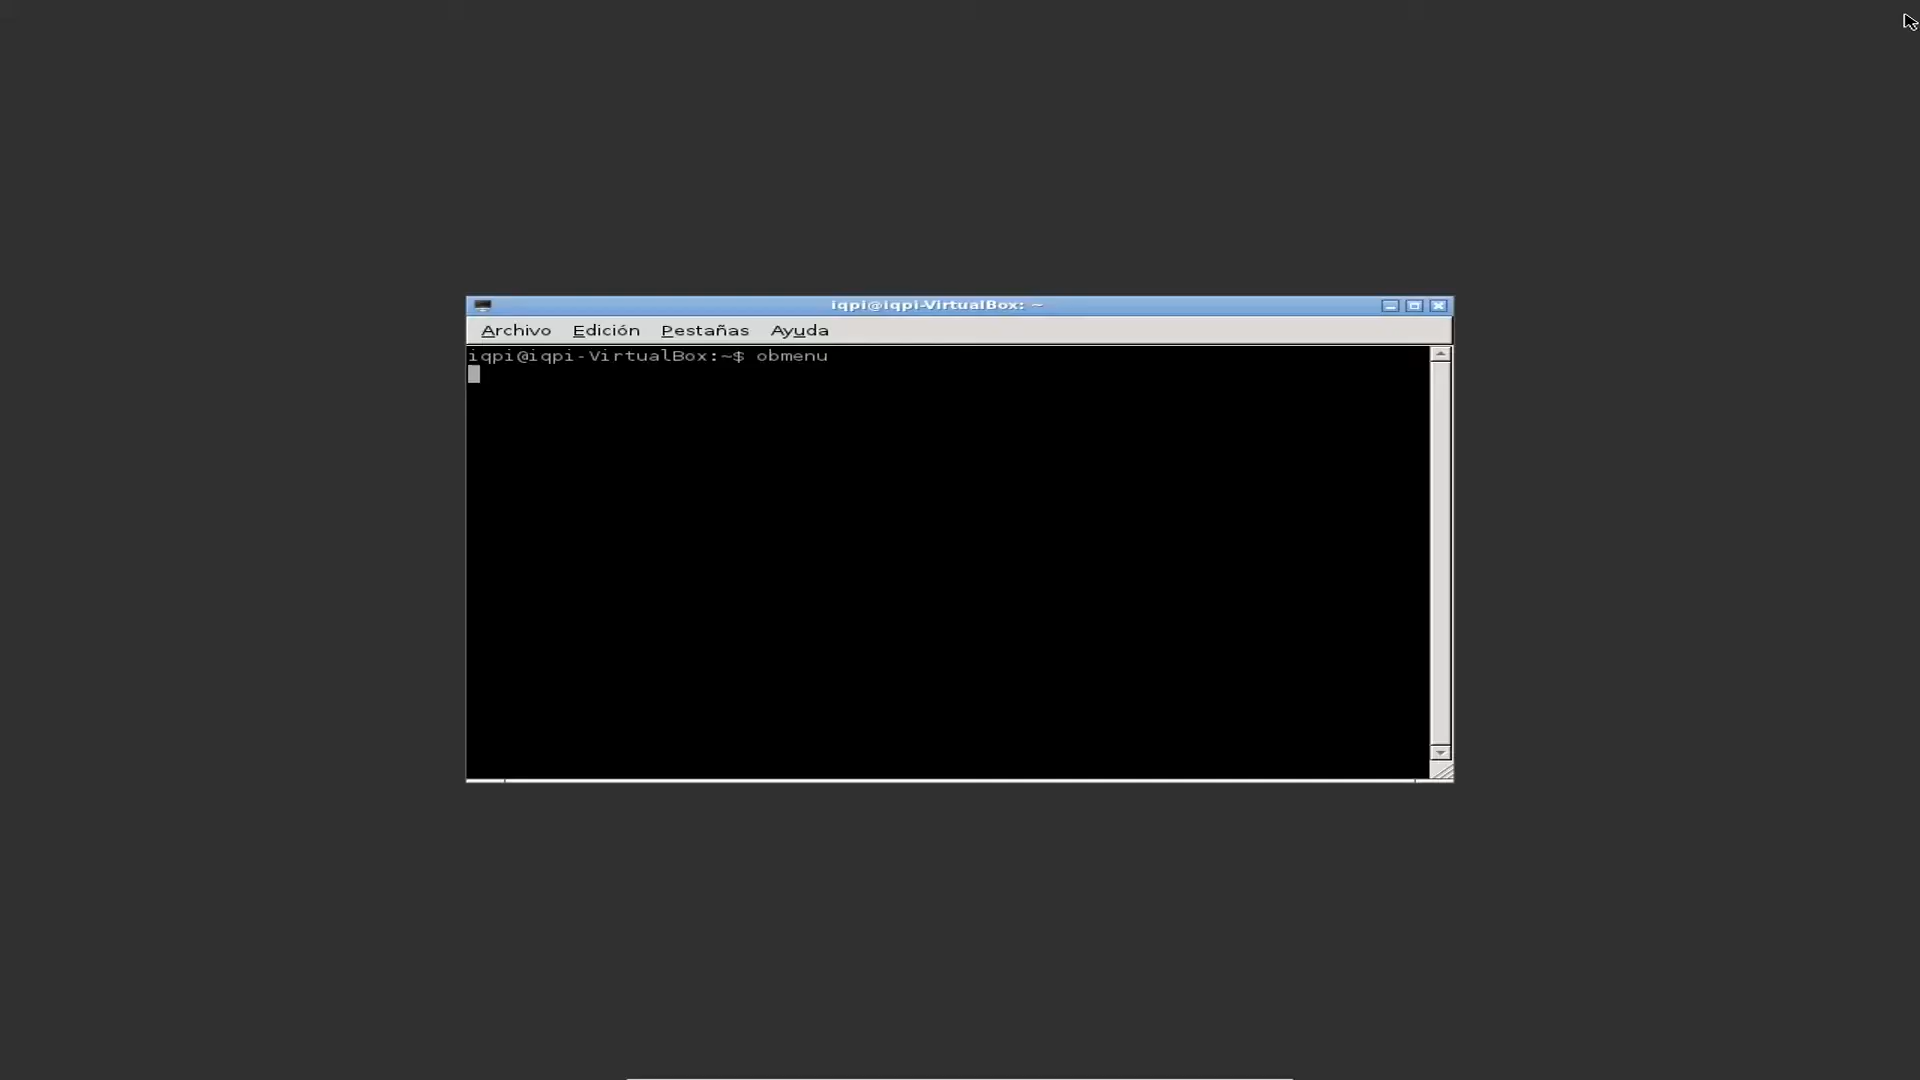 iqpi@iqpi-VirtualBox: ~
Archivo Edición Pestañas Ayuda
iqpi@iqpi-VirtualBox:~$ obmenu